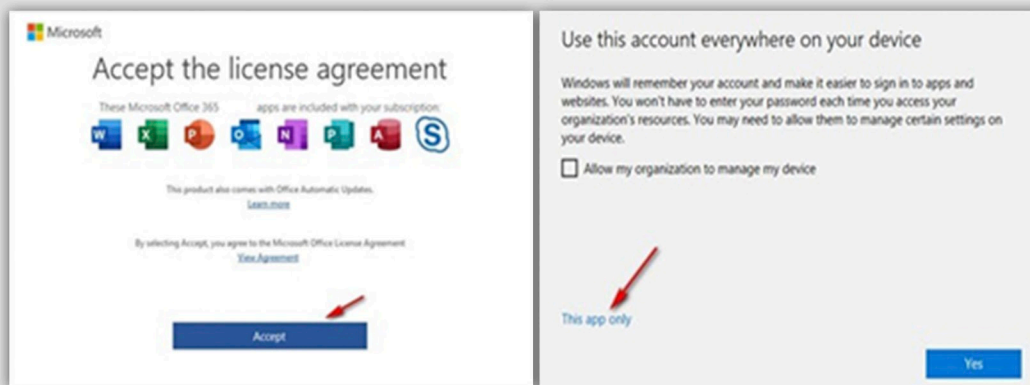 Microsoft
Accept the license agreement
These Microsoft Office 365 apps are included with your subscription:
W X P O N P A S
This product also comes with Office Automatic Updates.
Learn more
By selecting Accept, you agree to the Microsoft Office License Agreement
View Agreement
Accept
Use this account everywhere on your device
Windows will remember your account and make it easier to sign in to apps and
websites. You won't have to enter your password each time you access your
organization's resources. You may need to allow them to manage certain settings on
your device.
Allow my organization to manage my device
This app only
Yes